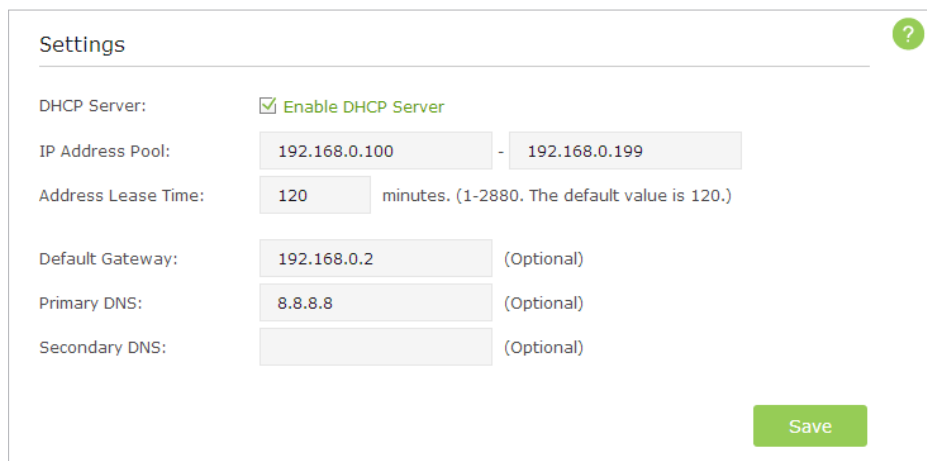 Settings
?
DHCP Server: Enable DHCP Server
IP Address Pool: 192.168.0.100 - 192.168.0.199
Address Lease Time: 120 minutes. (1-2880. The default value is 120.)
Default Gateway: 192.168.0.2 (Optional)
Primary DNS: 8.8.8.8 (Optional)
Secondary DNS: (Optional)
Save